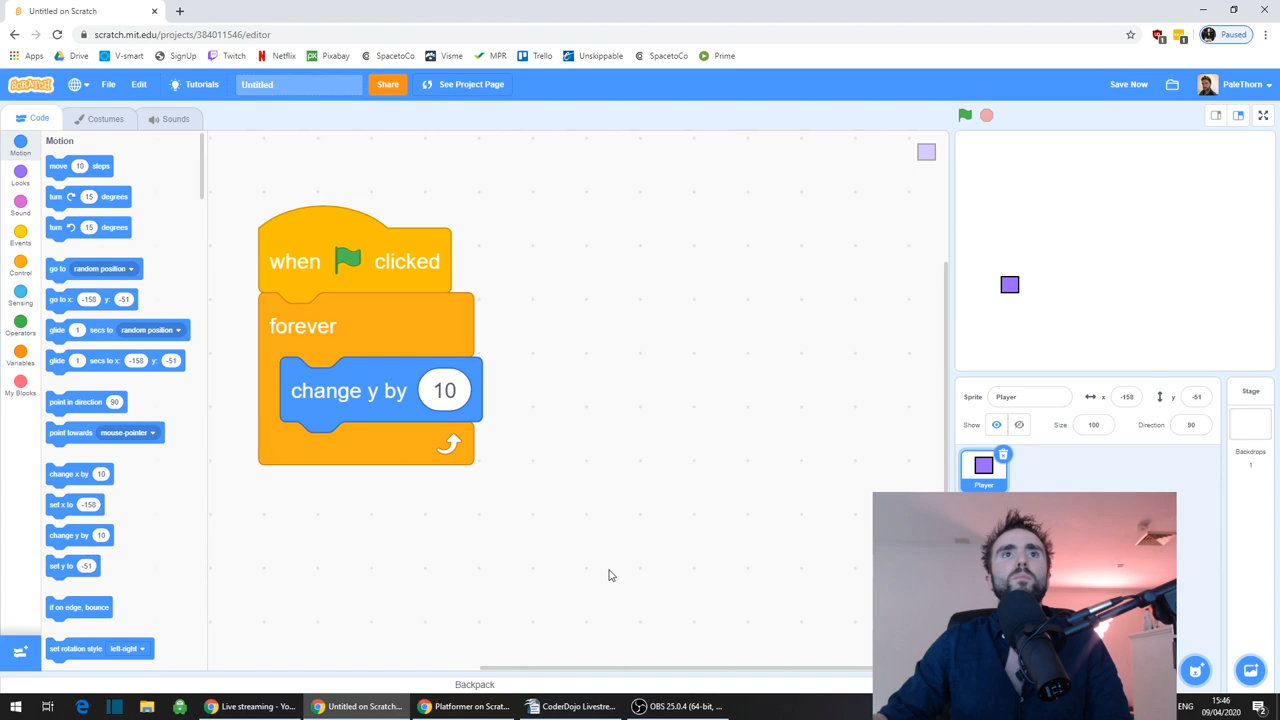 Untitled on Scratch
scratch.mit.edu/projects/384011546/editor
Paused
Apps Drive V-smart SignUp Twitch Netflix Pixabay SpacetoCo Visme MPR Trello Unskippable SpacetoCo Prime
SCRATCH File Edit Tutorials Untitled Share See Project Page Save Now PaleThorn
Code Costumes Sounds
Motion
Looks
Sound
Events
Control
Sensing
Operators
Variables
My Blocks
Motion
move 10 steps
turn 15 degrees
turn 15 degrees
go to random position
go to x: -158 y: -51
glide 1 secs to random position
glide 1 secs to x: -158 y: -51
point in direction 90
point towards mouse-pointer
change x by 10
set x to -158
change y by 10
set y to -51
if on edge, bounce
set rotation style left-right
when clicked
forever
change y by 10
Sprite Player x -158 y -51
Show Size 100 Direction 90
Player
Stage
Backdrops
1
Backpack
Live streaming - Yo... Untitled on Scratch ... Platformer on Scrat... CoderDojo Livestre... OBS 25.0.4 (64-bit, ...
ENG
15:46
09/04/2020
2